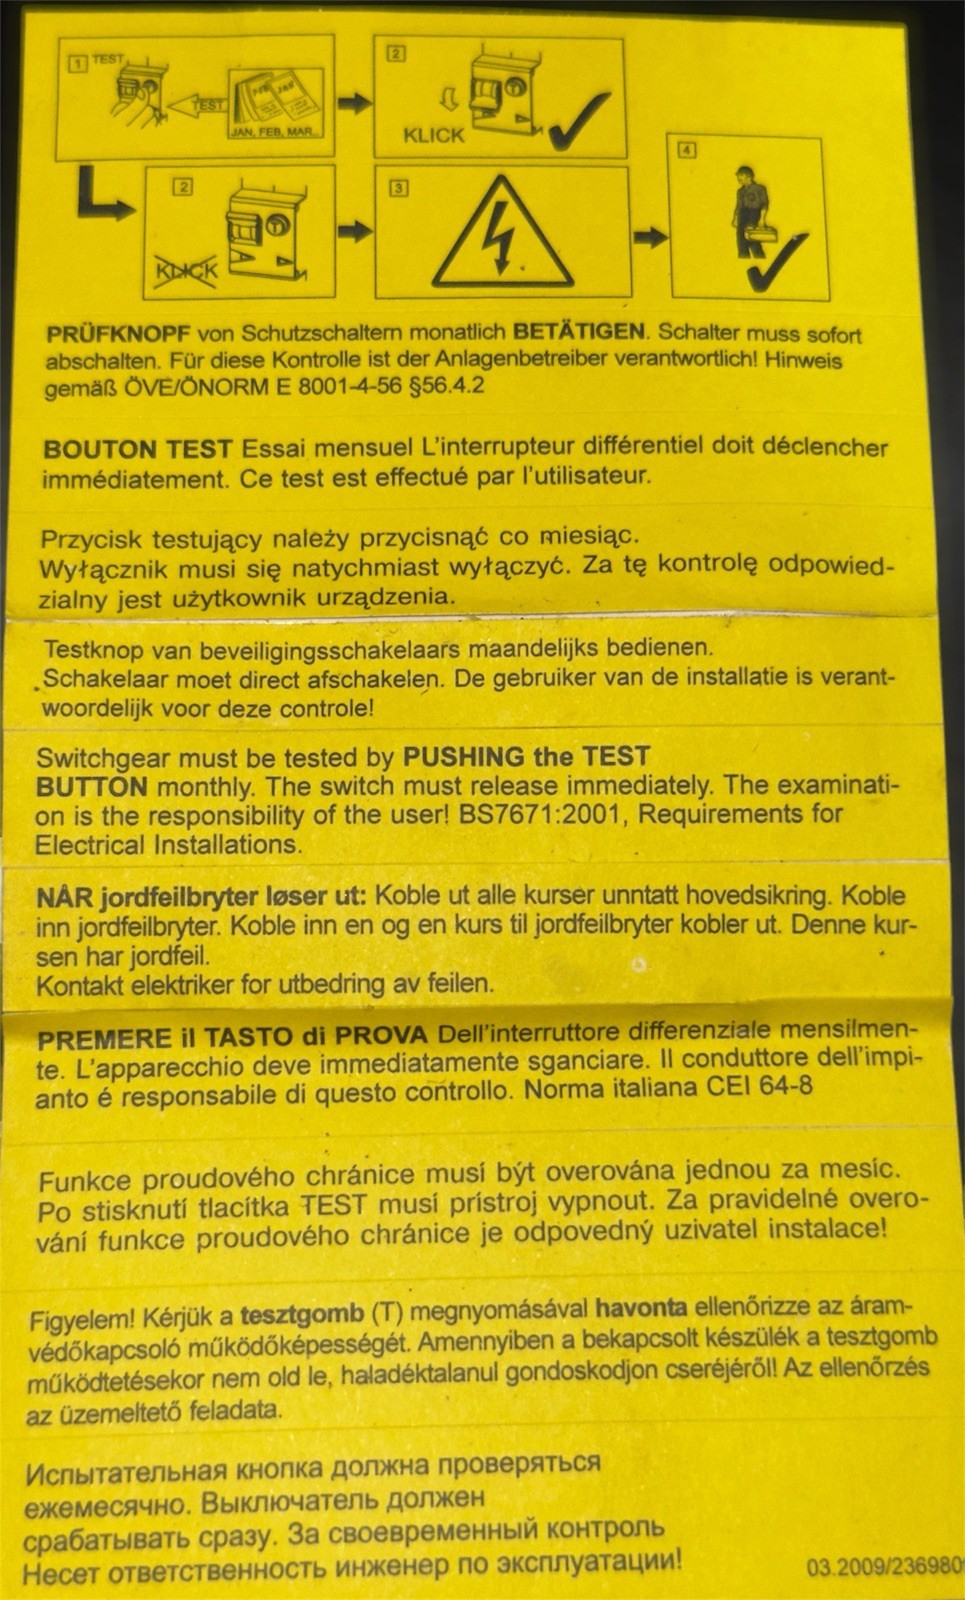 1 TEST
TEST
FEB JAN
JAN, FEB, MAR..
2
T
KLICK
2
T
KLICK
3
4
PRÜFKNOPF von Schutzschaltern monatlich BETÄTIGEN. Schalter muss sofort
abschalten. Für diese Kontrolle ist der Anlagenbetreiber verantwortlich! Hinweis
gemäß ÖVE/ÖNORM E 8001-4-56 §56.4.2
BOUTON TEST Essai mensuel L'interrupteur différentiel doit déclencher
immédiatement. Ce test est effectué par l'utilisateur.
Przycisk testujący należy przycisnąć co miesiąc.
Wyłącznik musi się natychmiast wyłączyć. Za tę kontrolę odpowied-
zialny jest użytkownik urządzenia.
Testknop van beveiligingsschakelaars maandelijks bedienen.
Schakelaar moet direct afschakelen. De gebruiker van de installatie is verant-
woordelijk voor deze controle!
Switchgear must be tested by PUSHING the TEST
BUTTON monthly. The switch must release immediately. The examinati-
on is the responsibility of the user! BS7671:2001, Requirements for
Electrical Installations.
NÅR jordfeilbryter løser ut: Koble ut alle kurser unntatt hovedsikring. Koble
inn jordfeilbryter. Koble inn en og en kurs til jordfeilbryter kobler ut. Denne kur-
sen har jordfeil.
Kontakt elektriker for utbedring av feilen.
PREMERE il TASTO di PROVA Dell'interruttore differenziale mensilmen-
te. L'apparecchio deve immediatamente sganciare. Il conduttore dell'impi-
anto é responsabile di questo controllo. Norma italiana CEI 64-8
Funkce proudového chránice musí být overována jednou za mesíc.
Po stisknutí tlacítka TEST musí prístroj vypnout. Za pravidelné overo-
vání funkce proudového chránice je odpovedný uzivatel instalace!
Figyelem! Kérjük a tesztgomb (T) megnyomásával havonta ellenőrizze az áram-
védőkapcsoló működőképességét. Amennyiben a bekapcsolt készülék a tesztgomb
működtetésekor nem old le, haladéktalanul gondoskodjon cseréjéről! Az ellenőrzés
az üzemeltető feladata.
Испытательная кнопка должна проверяться
ежемесячно. Выключатель должен
срабатывать сразу. За своевременный контроль
Несет ответственность инженер по эксплуатации!
03.2009/236980